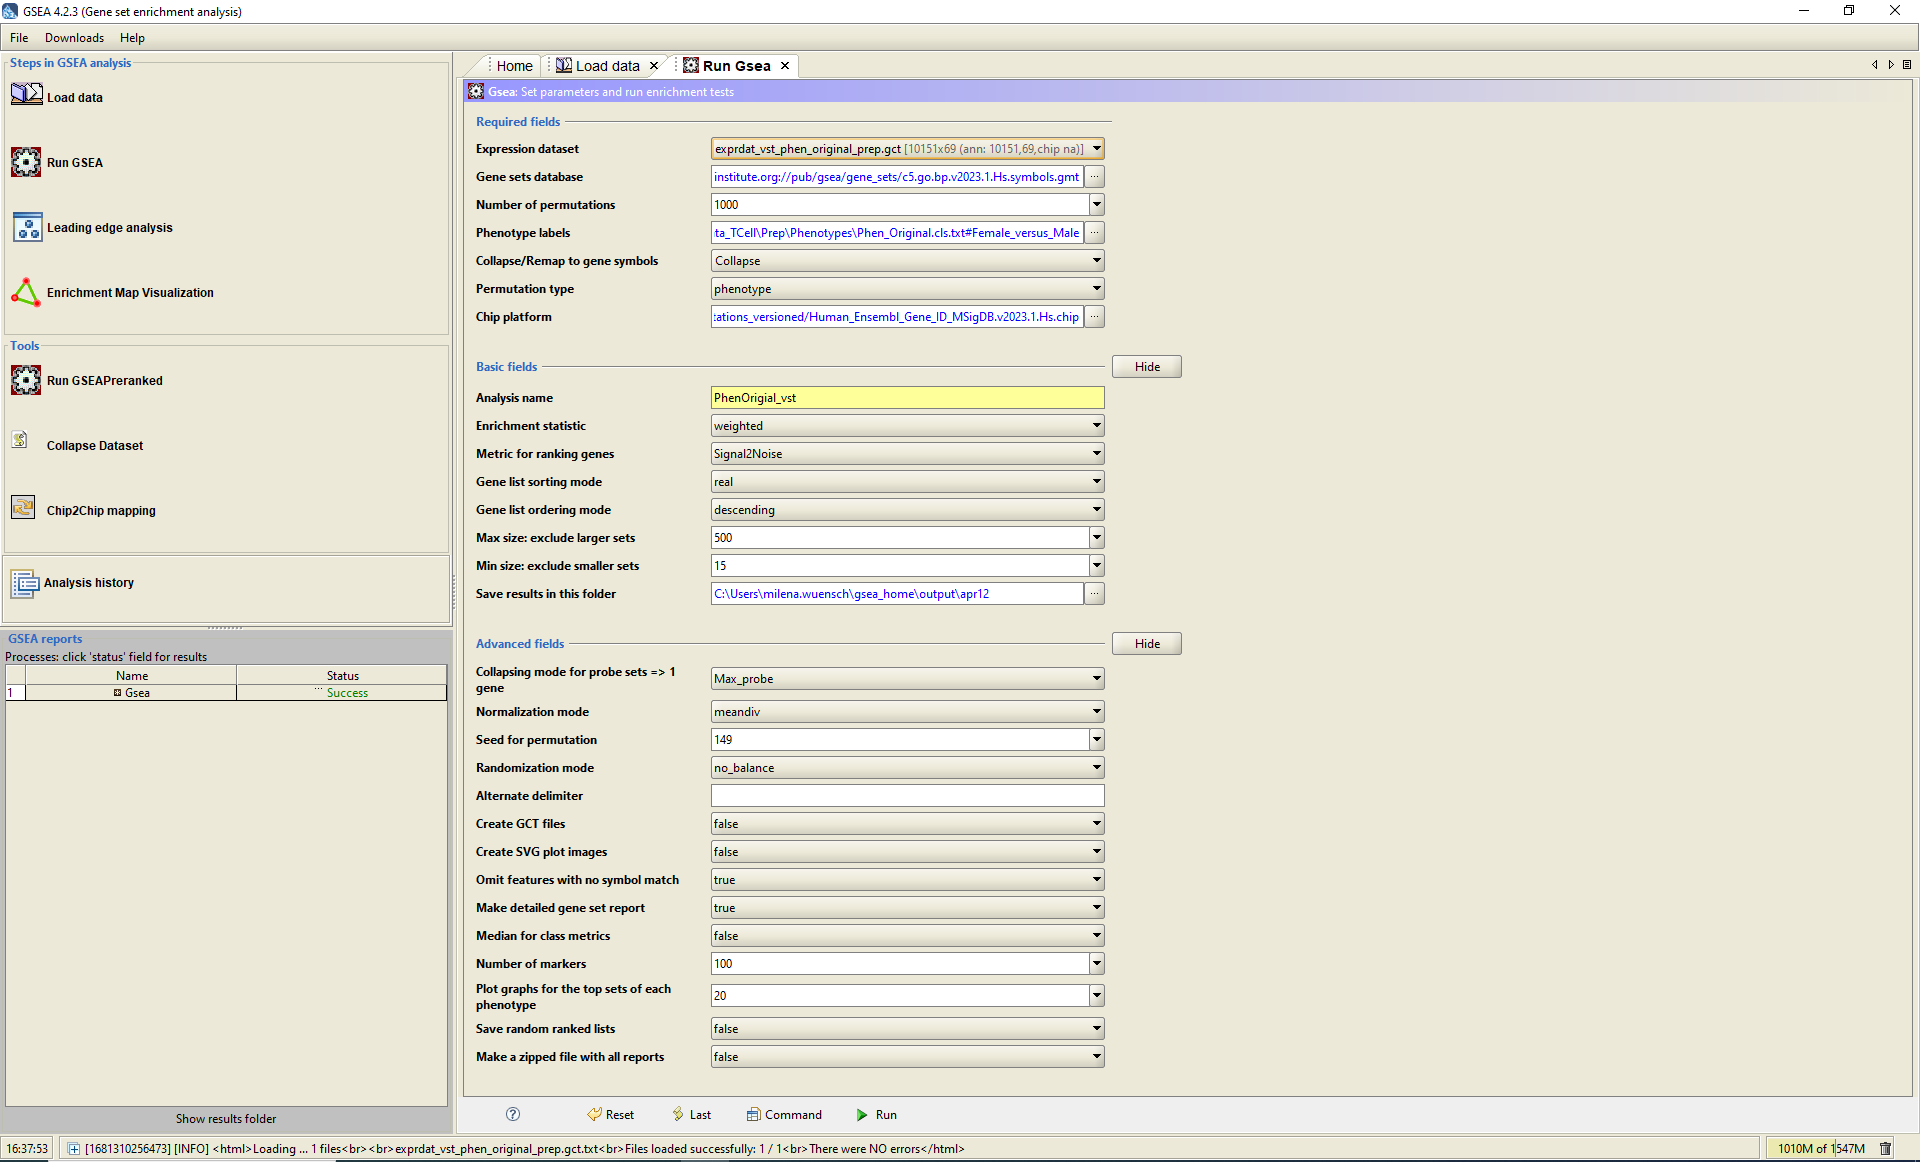 GSEA 4.2.3 (Gene set enrichment analysis)
File Downloads Help
Steps in GSEA analysis
Load data
Run GSEA
Leading edge analysis
Enrichment Map Visualization
Tools
Run GSEAPreranked
Collapse Dataset
Chip2Chip mapping
Analysis history
GSEA reports
Processes: click 'status' field for results
Name Status
1 Gsea ... Success
Show results folder
Home Load data Run Gsea
Gsea: Set parameters and run enrichment tests
Required fields
Expression dataset exprdat_vst_phen_original_prep.gct [10151x69 (ann: 10151,69,chip na)]
Gene sets database institute.org://pub/gsea/gene_sets/c5.go.bp.v2023.1.Hs.symbols.gmt ...
Number of permutations 1000
Phenotype labels ta_TCell\Prep\Phenotypes\Phen_Original.cls.txt#Female_versus_Male ...
Collapse/Remap to gene symbols Collapse
Permutation type phenotype
Chip platform tations_versioned/Human_Ensembl_Gene_ID_MSigDB.v2023.1.Hs.chip ...
Basic fields Hide
Analysis name PhenOrigial_vst
Enrichment statistic weighted
Metric for ranking genes Signal2Noise
Gene list sorting mode real
Gene list ordering mode descending
Max size: exclude larger sets 500
Min size: exclude smaller sets 15
Save results in this folder C:\Users\milena.wuensch\gsea_home\output\apr12 ...
Advanced fields Hide
Collapsing mode for probe sets => 1
gene Max_probe
Normalization mode meandiv
Seed for permutation 149
Randomization mode no_balance
Alternate delimiter
Create GCT files false
Create SVG plot images false
Omit features with no symbol match true
Make detailed gene set report true
Median for class metrics false
Number of markers 100
Plot graphs for the top sets of each
phenotype 20
Save random ranked lists false
Make a zipped file with all reports false
? Reset Last Command Run
16:37:53 [1681310256473] [INFO] <html>Loading ... 1 files<br><br>exprdat_vst_phen_original_prep.gct.txt<br>Files loaded successfully: 1 / 1<br>There were NO errors</html> 1010M of 1547M